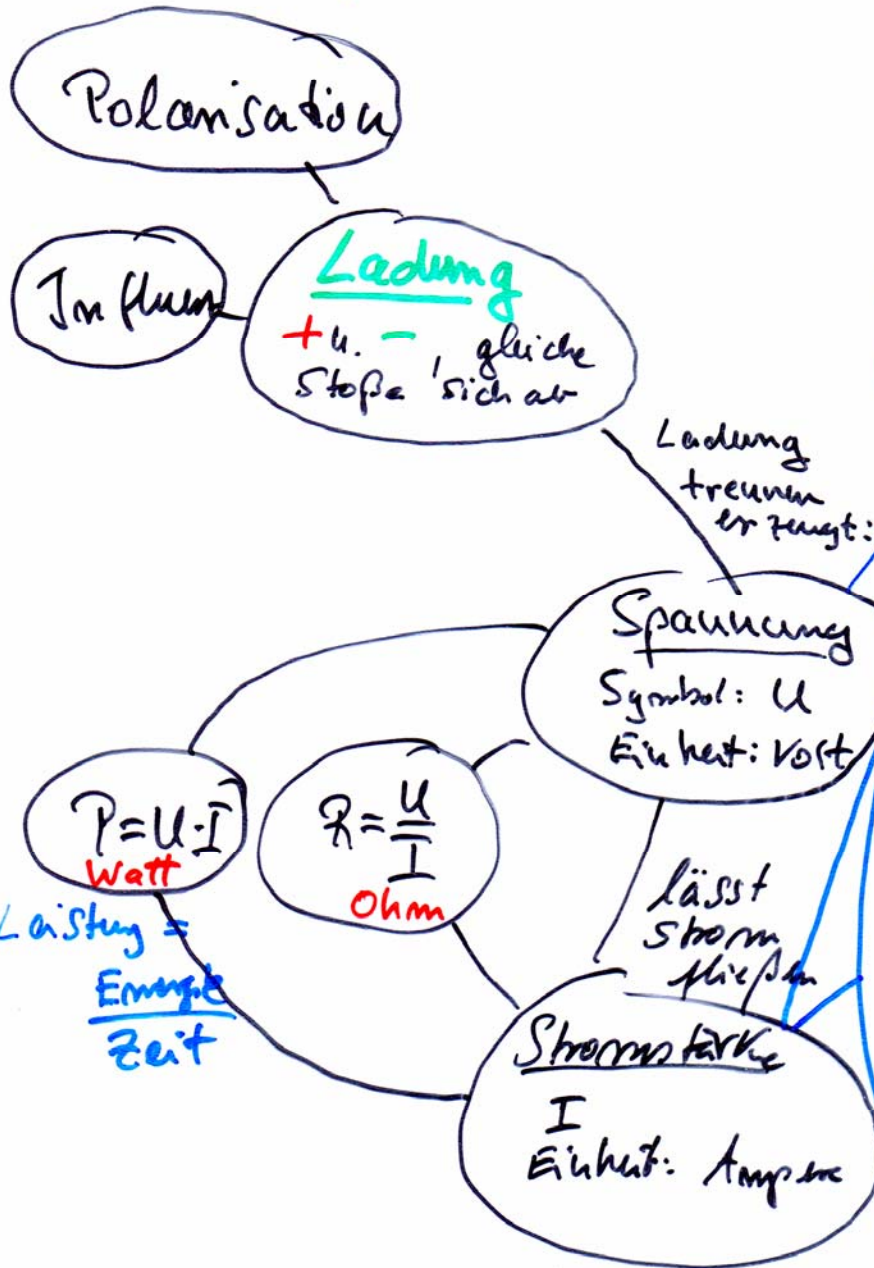 Polarisation
Influenz
Ladung
+ u. - , gleiche
stoßen sich ab
Ladung
trennen
erzeugt:
Spannung
Symbol: U
Einheit: Volt
P=U·I
Watt
R=U/I
Ohm
Leistung =
Energie
Zeit
lässt
Strom
fließen
Stromstärke
I
Einheit: Ampere